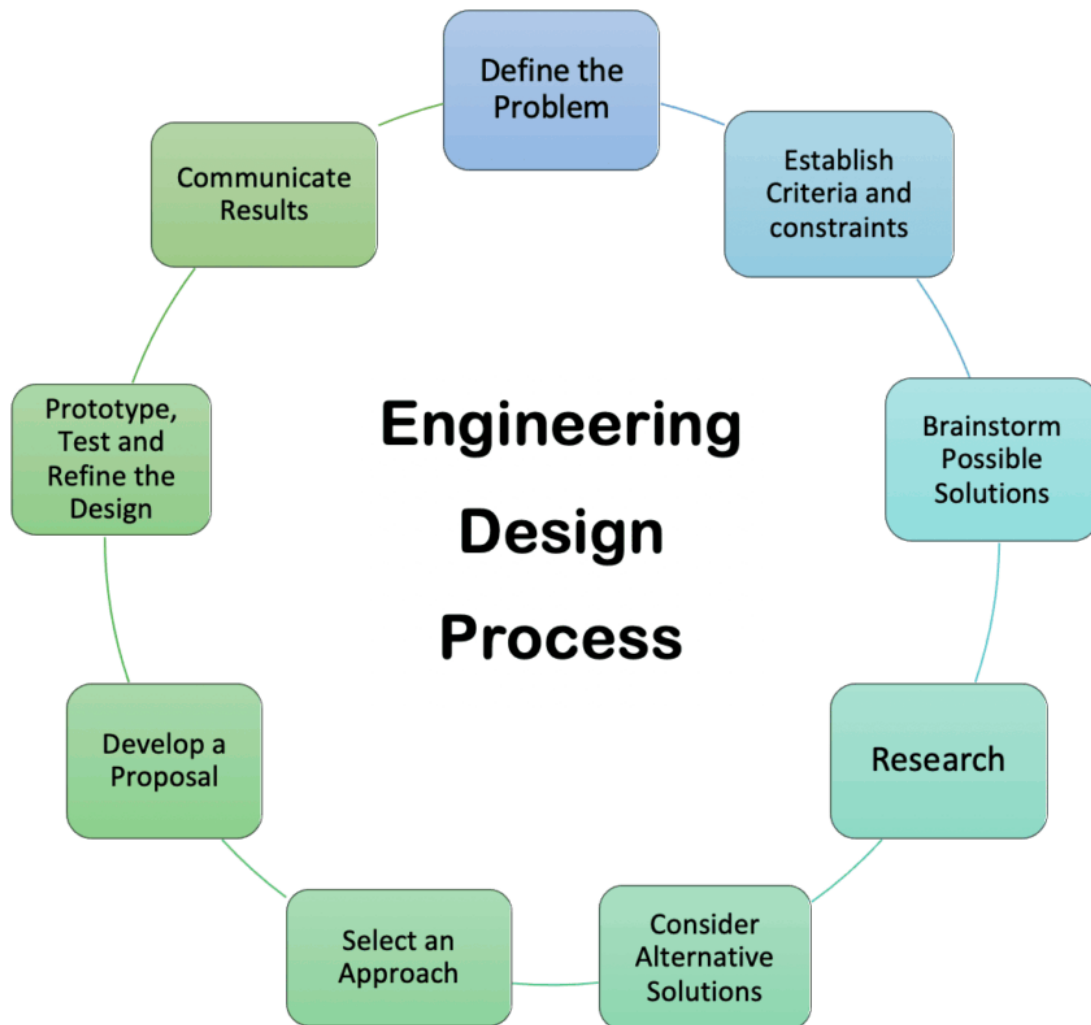 Define the
Problem
Establish
Criteria and
constraints
Brainstorm
Possible
Solutions
Research
Consider
Alternative
Solutions
Select an
Approach
Develop a
Proposal
Prototype,
Test and
Refine the
Design
Communicate
Results
Engineering
Design
Process